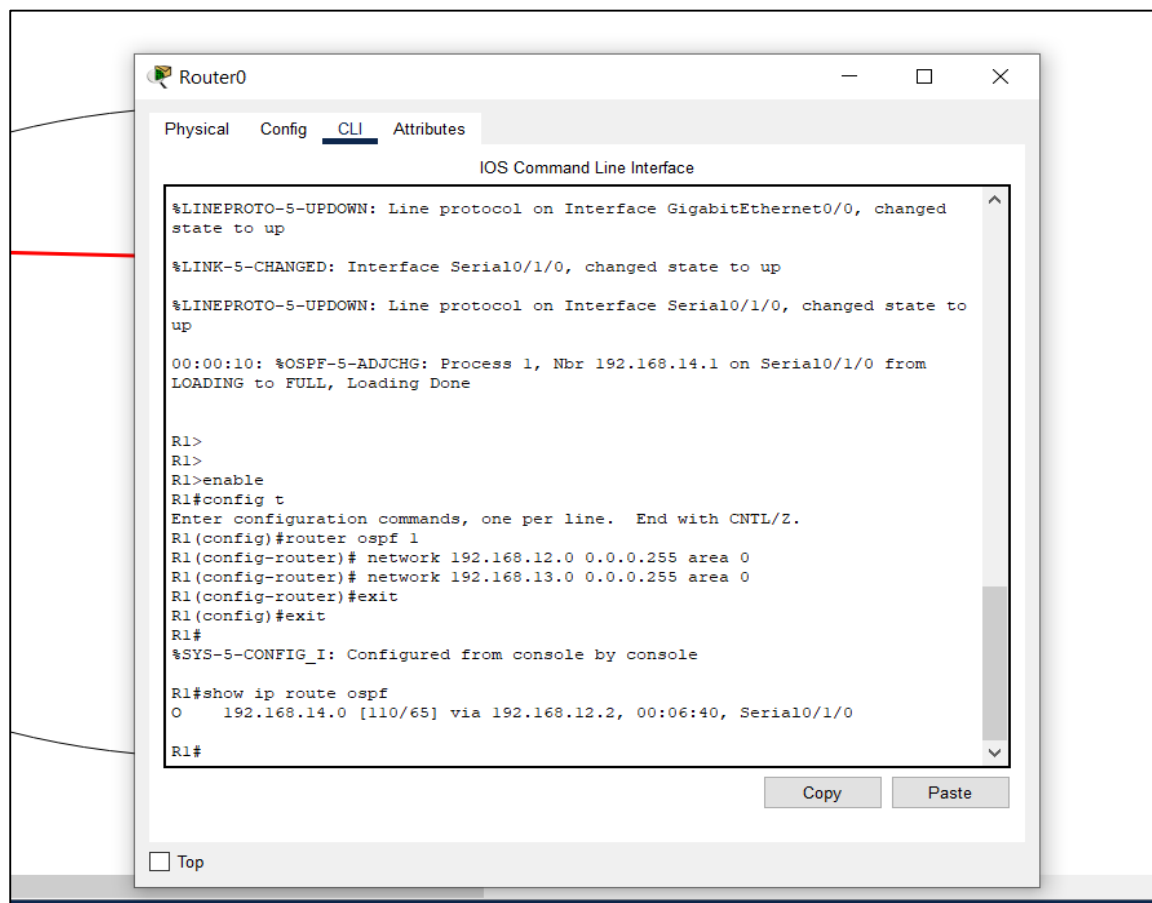 Router0
Physical Config CLI Attributes
IOS Command Line Interface
%LINEPROTO-5-UPDOWN: Line protocol on Interface GigabitEthernet0/0, changed
state to up
%LINK-5-CHANGED: Interface Serial0/1/0, changed state to up
%LINEPROTO-5-UPDOWN: Line protocol on Interface Serial0/1/0, changed state to
up
00:00:10: %OSPF-5-ADJCHG: Process 1, Nbr 192.168.14.1 on Serial0/1/0 from
LOADING to FULL, Loading Done
R1>
R1>
R1>enable
R1#config t
Enter configuration commands, one per line.  End with CNTL/Z.
R1(config)#router ospf 1
R1(config-router)# network 192.168.12.0 0.0.0.255 area 0
R1(config-router)# network 192.168.13.0 0.0.0.255 area 0
R1(config-router)#exit
R1(config)#exit
R1#
%SYS-5-CONFIG_I: Configured from console by console
R1#show ip route ospf
O    192.168.14.0 [110/65] via 192.168.12.2, 00:06:40, Serial0/1/0
R1#
Copy Paste
Top